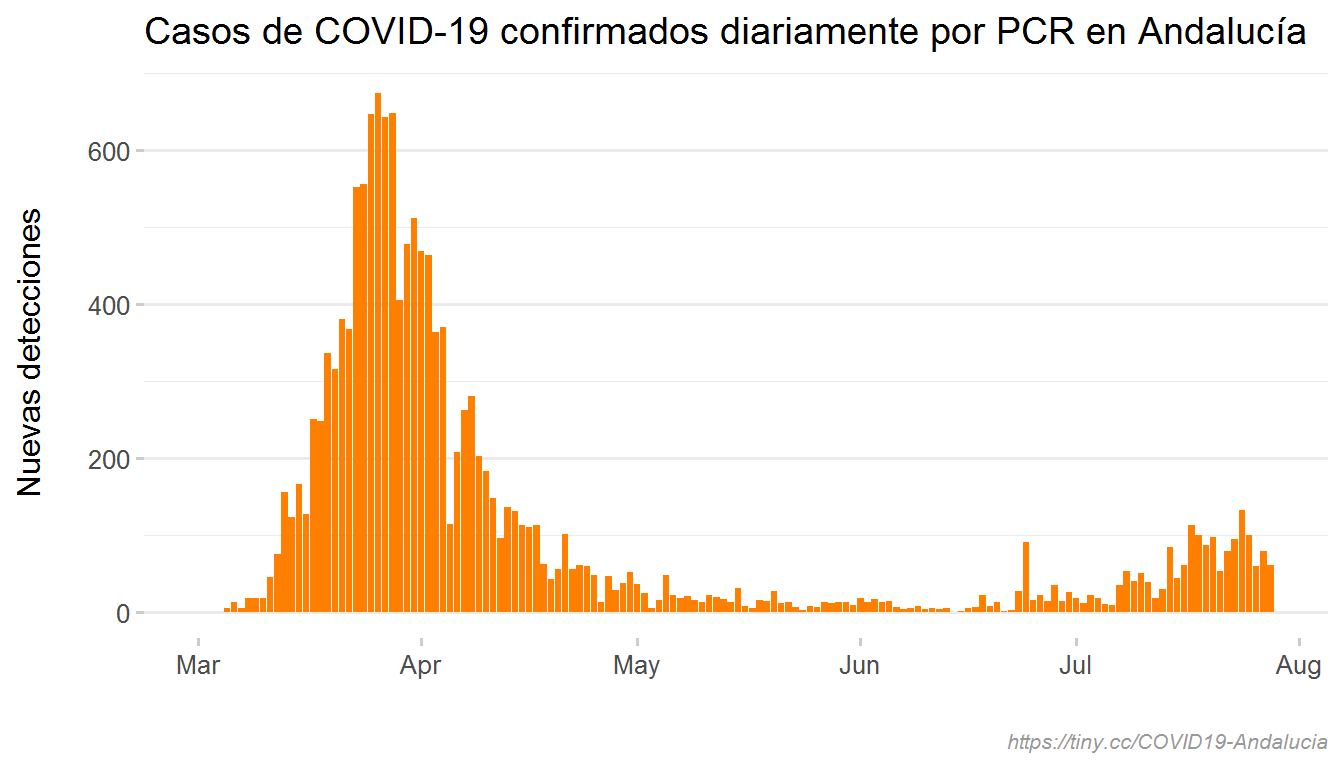 Casos de COVID-19 confirmados diariamente por PCR en Andalucía
Nuevas detecciones
600
400
200
0
Mar Apr May Jun Jul Aug
https://tiny.cc/COVID19-Andalucia